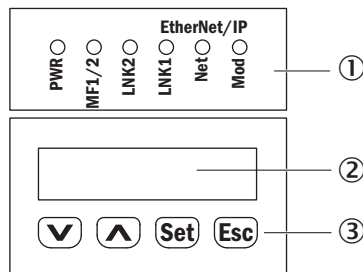 EtherNet/IP
PWR
MF1/2
LNK2
LNK1
Net
Mod
①
②
Set
Esc
③